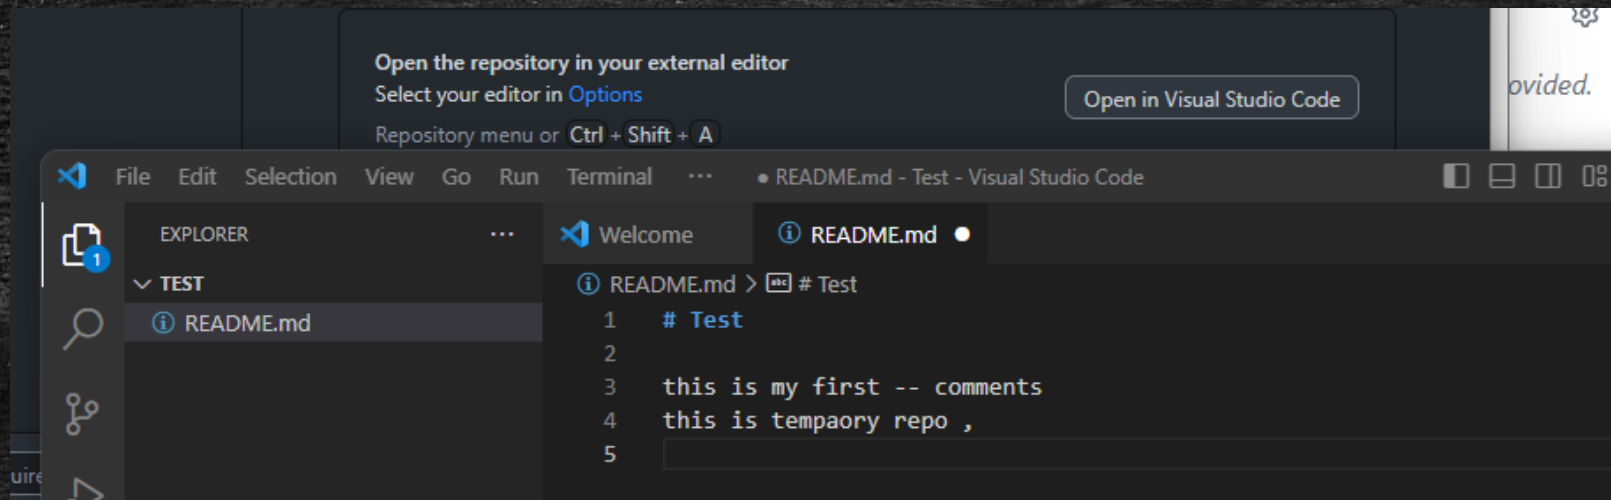 Open the repository in your external editor
Select your editor in Options
Open in Visual Studio Code
Repository menu or Ctrl + Shift + A
ovided.
File Edit Selection View Go Run Terminal ··· ● README.md - Test - Visual Studio Code
EXPLORER ···
Welcome
README.md ●
1
TEST
README.md
README.md > abc # Test
1 # Test
2
3 this is my first -- comments
4 this is tempaory repo ,
5
uire